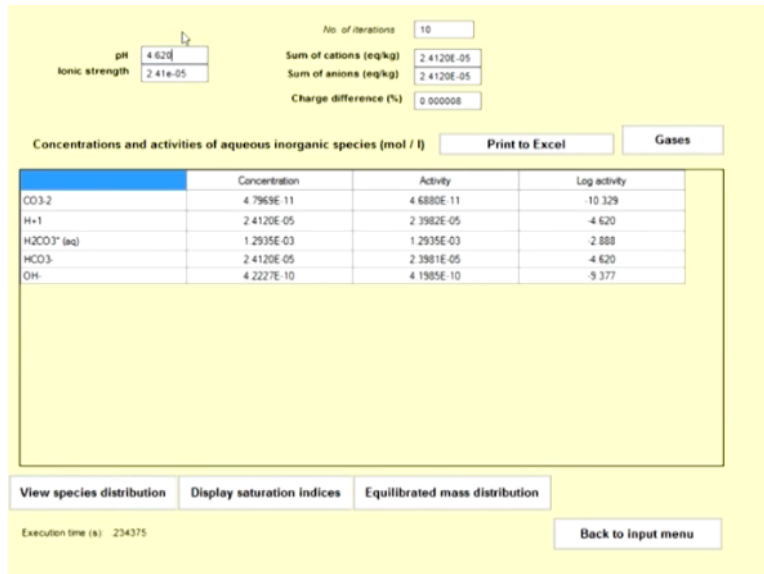 No. of iterations 10
pH 4.620 Sum of cations (eq/kg) 2.4120E-05
Ionic strength 2.41e-05 Sum of anions (eq/kg) 2.4120E-05
Charge difference (%) 0.000008
Concentrations and activities of aqueous inorganic species (mol / l) Print to Excel Gases
Concentration Activity Log activity
CO3-2 4.7969E-11 4.6880E-11 -10.329
H+1 2.4120E-05 2.3982E-05 -4.620
H2CO3* (aq) 1.2935E-03 1.2935E-03 -2.888
HCO3- 2.4120E-05 2.3981E-05 -4.620
OH- 4.2227E-10 4.1985E-10 -9.377
View species distribution Display saturation indices Equilibrated mass distribution
Execution time (s): .234375 Back to input menu